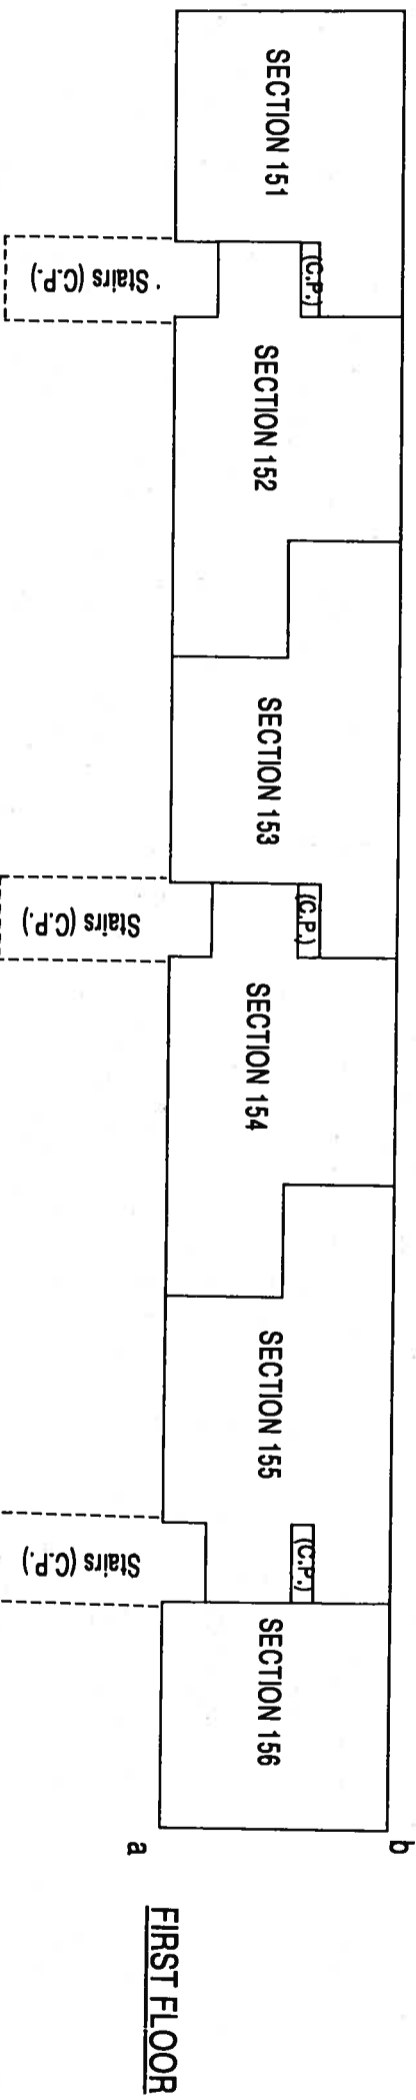 SECTION 151
(C.P.)
Stairs (C.P.)
SECTION 152
SECTION 153
(C.P.)
Stairs (C.P.)
SECTION 154
SECTION 155
(C.P.)
Stairs (C.P.)
SECTION 156
a
b
FIRST FLOOR